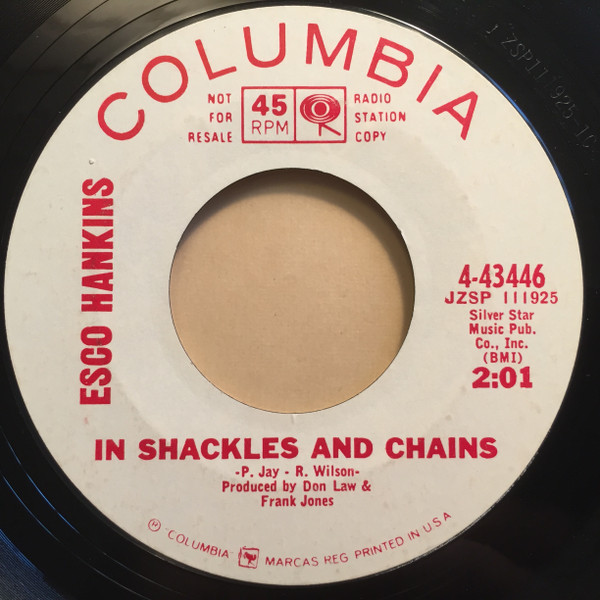 COLUMBIA
NOT FOR RESALE
45 RPM
RADIO STATION COPY
ESCO HANKINS
4-43446
JZSP 111925
Silver Star
Music Pub.
Co., Inc.
(BMI)
2:01
IN SHACKLES AND CHAINS
-P. Jay - R. Wilson-
Produced by Don Law &
Frank Jones
"COLUMBIA" MARCAS REG PRINTED IN USA